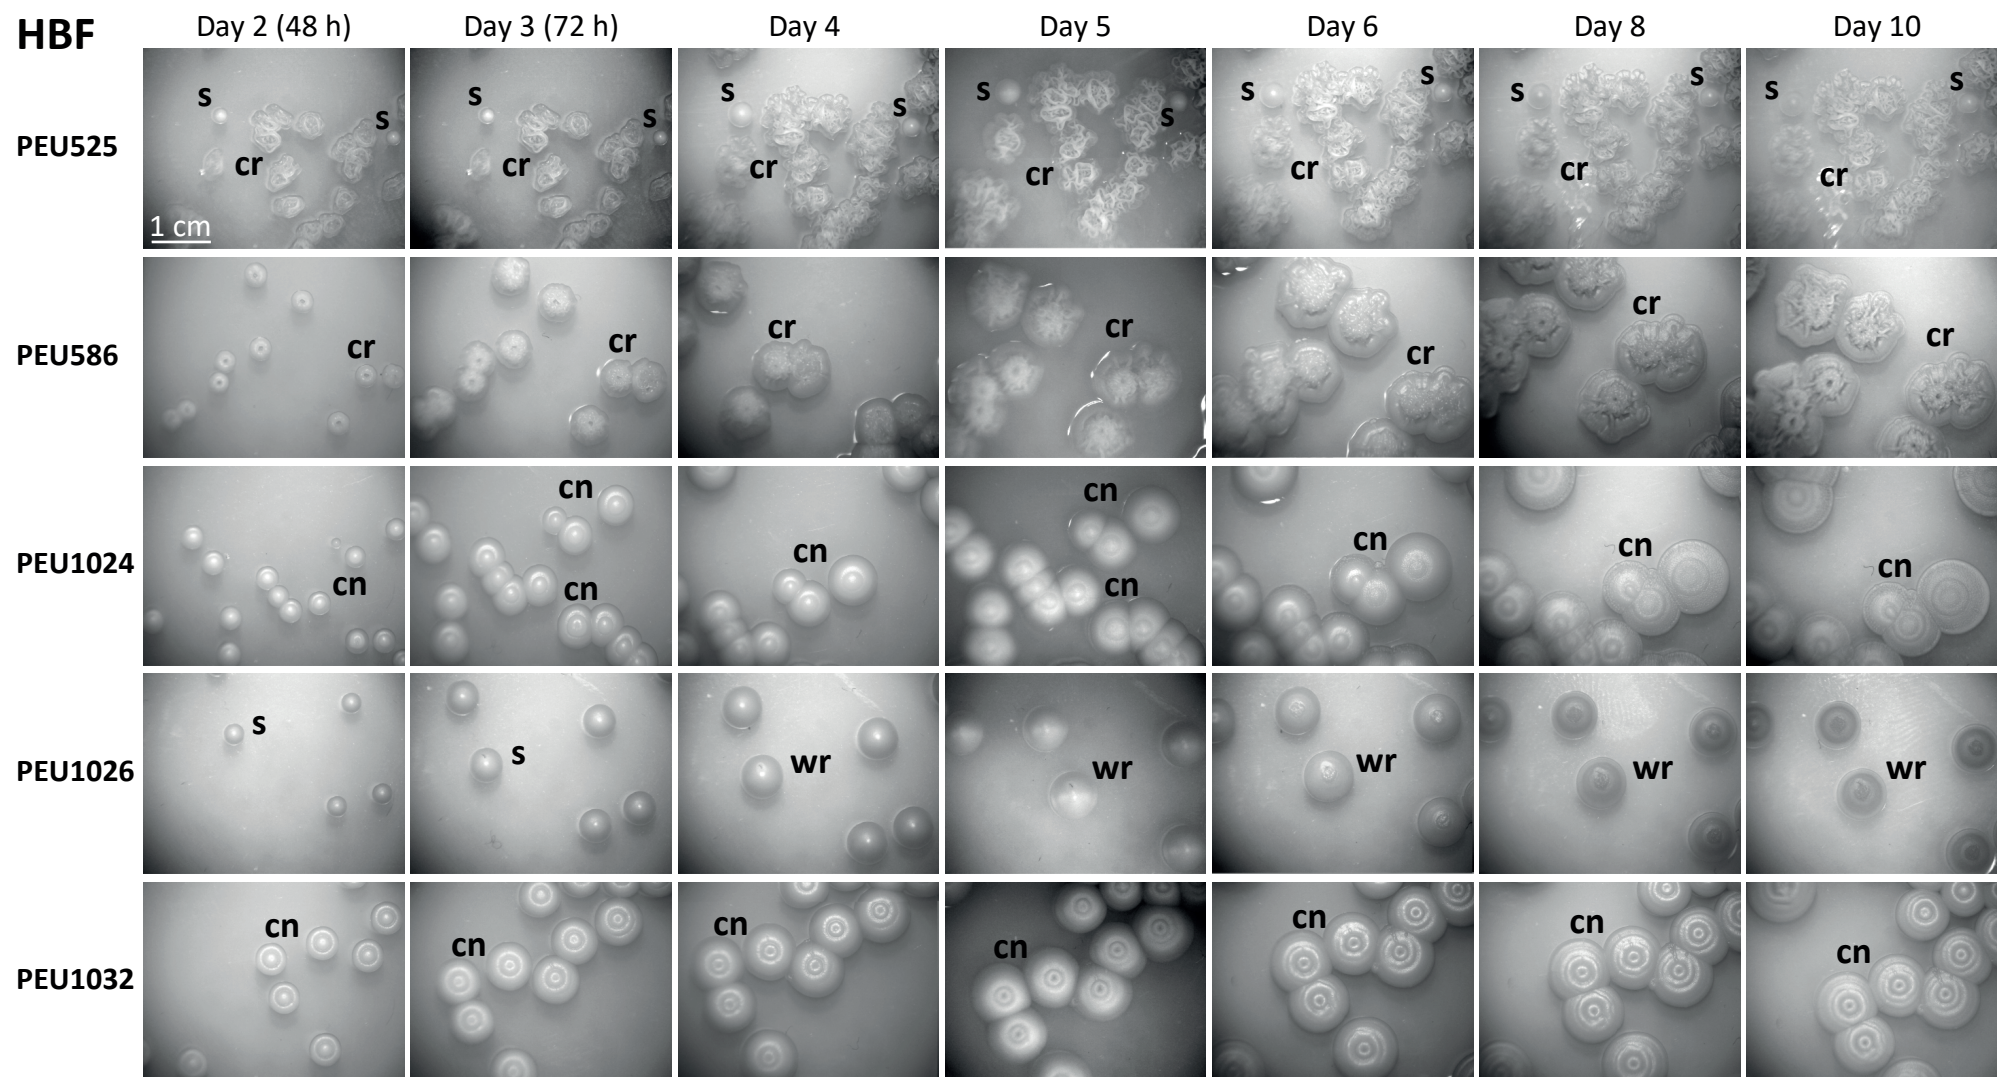 HBF Day 2 (48 h) Day 3 (72 h) Day 4 Day 5 Day 6 Day 8 Day 10
s s s s s s s s s s s s s s
PEU525 cr cr cr cr cr cr cr
1 cm
PEU586 cr cr cr cr cr cr cr
cn cn
PEU1024 cn cn cn cn cn cn cn
PEU1026 s s wr wr wr wr wr
PEU1032 cn cn cn cn cn cn cn